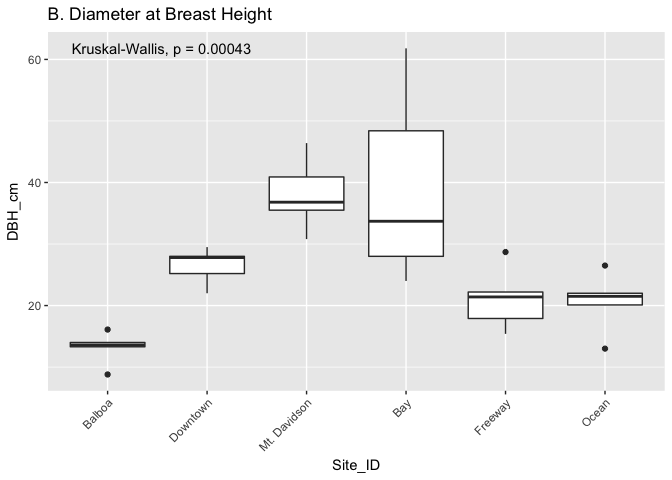 B. Diameter at Breast Height
Kruskal-Wallis, p = 0.00043
60
40
20
DBH_cm
Balboa
Downtown
Mt. Davidson
Bay
Freeway
Ocean
Site_ID